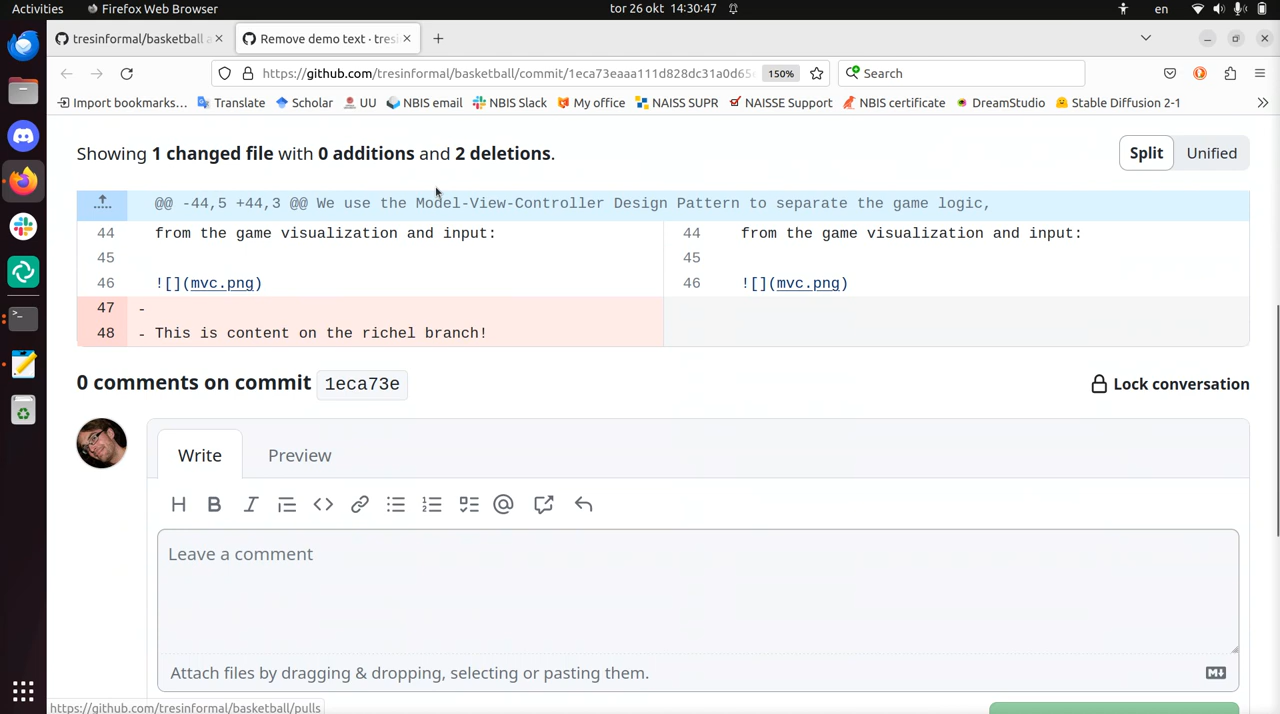 Activities Firefox Web Browser tor 26 okt 14:30:47 en
tresinformal/basketball a × Remove demo text · tresi × +
https://github.com/tresinformal/basketball/commit/1eca73eaaa111d828dc31a0d65 150% Search
Import bookmarks… Translate Scholar UU NBIS email NBIS Slack My office NAISS SUPR NAISSE Support NBIS certificate DreamStudio Stable Diffusion 2-1
Showing 1 changed file with 0 additions and 2 deletions.
Split Unified
@@ -44,5 +44,3 @@ We use the Model-View-Controller Design Pattern to separate the game logic,
44 from the game visualization and input: 44 from the game visualization and input:
45 45
46 ![](mvc.png) 46 ![](mvc.png)
47 -
48 - This is content on the richel branch!
0 comments on commit 1eca73e
Lock conversation
Write Preview
Leave a comment
Attach files by dragging & dropping, selecting or pasting them.
https://github.com/tresinformal/basketball/pulls